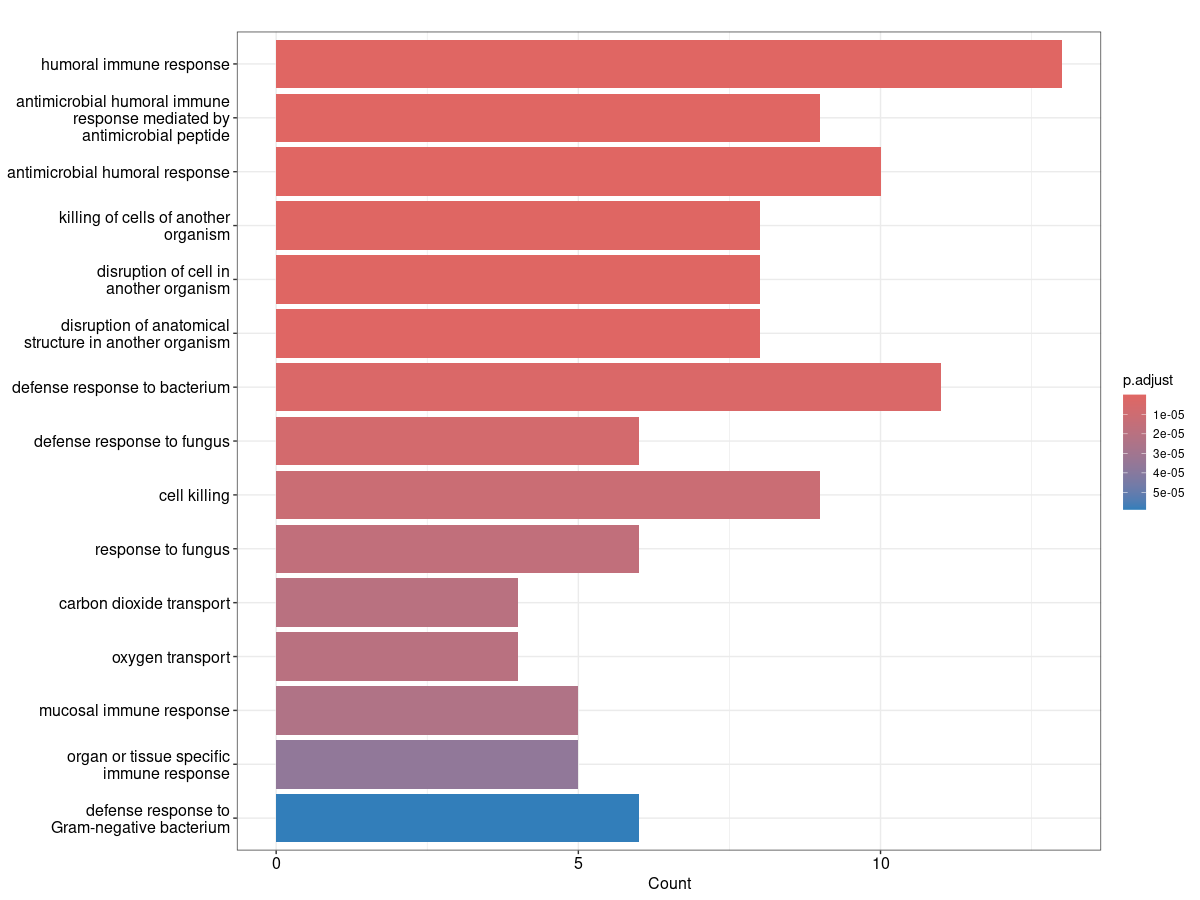 humoral immune response
antimicrobial humoral immune
response mediated by
antimicrobial peptide
antimicrobial humoral response
killing of cells of another
organism
disruption of cell in
another organism
disruption of anatomical
structure in another organism
defense response to bacterium
defense response to fungus
cell killing
response to fungus
carbon dioxide transport
oxygen transport
mucosal immune response
organ or tissue specific
immune response
defense response to
Gram-negative bacterium
0 5 10
Count
p.adjust
1e-05
2e-05
3e-05
4e-05
5e-05